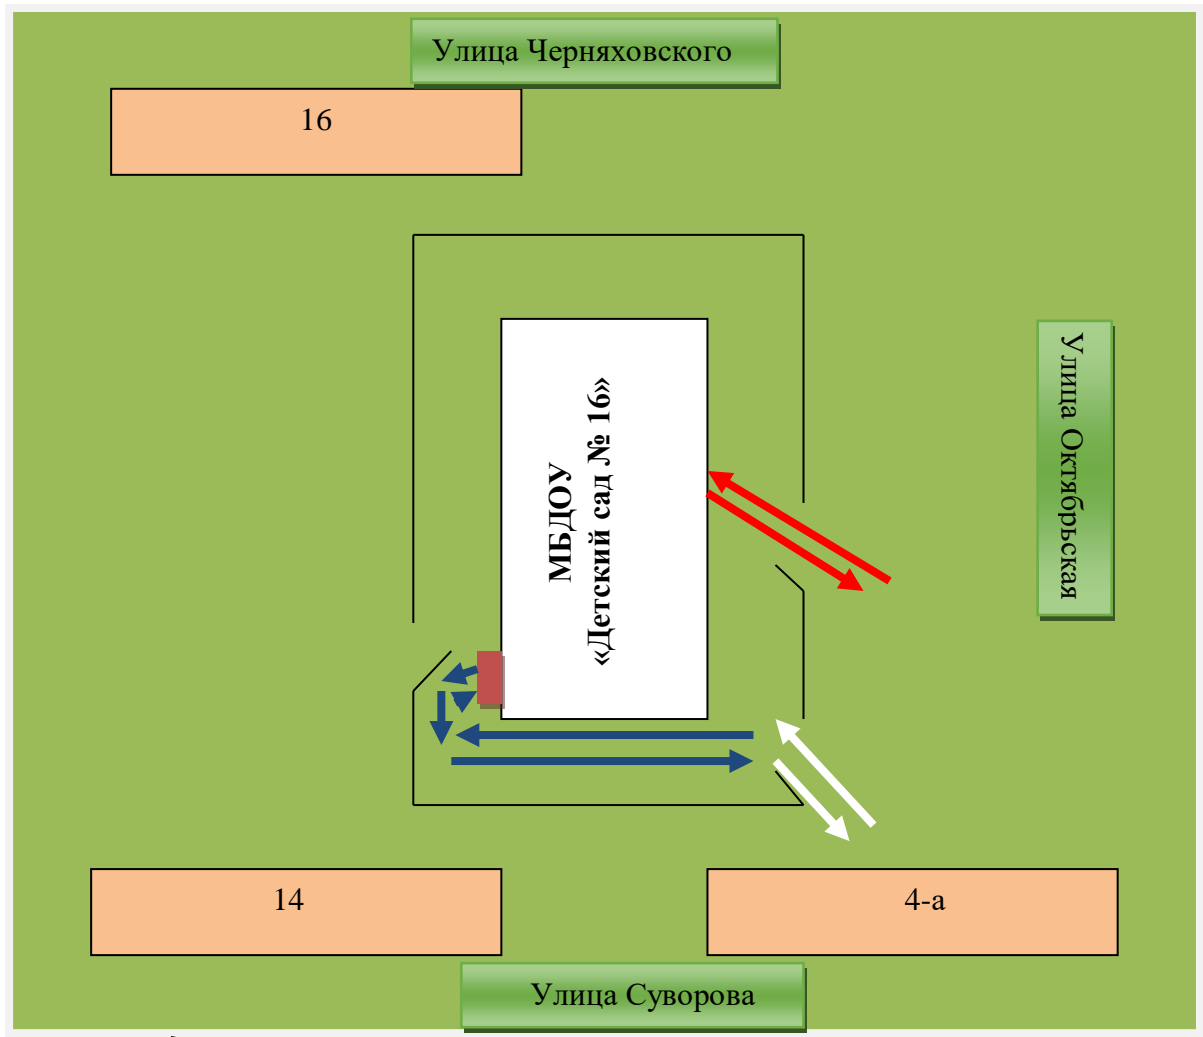 Улица Черняховского
16
МБДОУ
«Детский сад № 16»
Улица Октябрьская
14
4-а
Улица Суворова